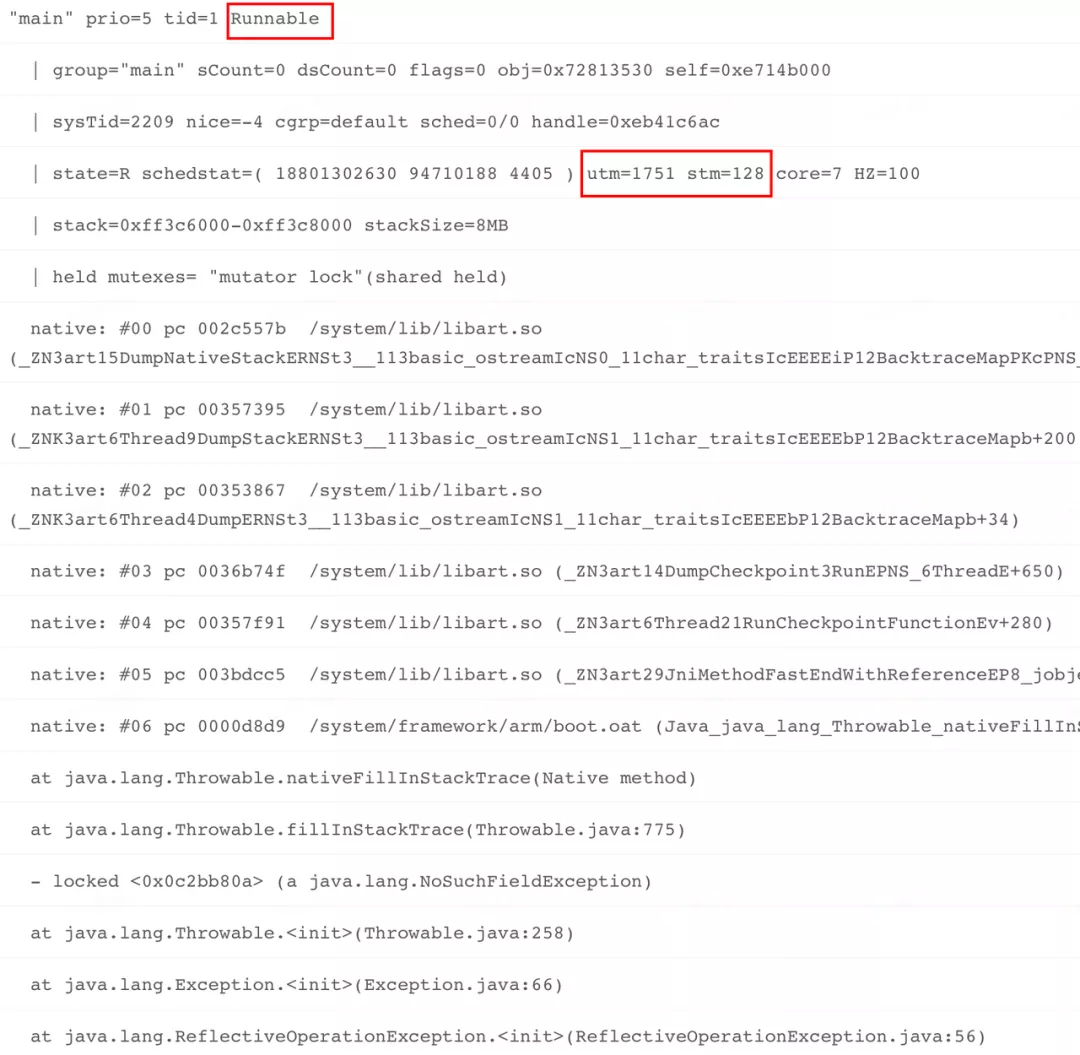 "main" prio=5 tid=1 Runnable
| group="main" sCount=0 dsCount=0 flags=0 obj=0x72813530 self=0xe714b000
| sysTid=2209 nice=-4 cgrp=default sched=0/0 handle=0xeb41c6ac
| state=R schedstat=( 18801302630 94710188 4405 ) utm=1751 stm=128 core=7 HZ=100
| stack=0xff3c6000-0xff3c8000 stackSize=8MB
| held mutexes= "mutator lock"(shared held)
native: #00 pc 002c557b /system/lib/libart.so
(_ZN3art15DumpNativeStackERNSt3__113basic_ostreamIcNS0_11char_traitsIcEEEEiP12BacktraceMapPKcPNS_
native: #01 pc 00357395 /system/lib/libart.so
(_ZNK3art6Thread9DumpStackERNSt3__113basic_ostreamIcNS1_11char_traitsIcEEEEbP12BacktraceMapb+200
native: #02 pc 00353867 /system/lib/libart.so
(_ZNK3art6Thread4DumpERNSt3__113basic_ostreamIcNS1_11char_traitsIcEEEEbP12BacktraceMapb+34)
native: #03 pc 0036b74f /system/lib/libart.so (_ZN3art14DumpCheckpoint3RunEPNS_6ThreadE+650)
native: #04 pc 00357f91 /system/lib/libart.so (_ZN3art6Thread21RunCheckpointFunctionEv+280)
native: #05 pc 003bdcc5 /system/lib/libart.so (_ZN3art29JniMethodFastEndWithReferenceEP8_jobje
native: #06 pc 0000d8d9 /system/framework/arm/boot.oat (Java_java_lang_Throwable_nativeFillInS
at java.lang.Throwable.nativeFillInStackTrace(Native method)
at java.lang.Throwable.fillInStackTrace(Throwable.java:775)
- locked <0x0c2bb80a> (a java.lang.NoSuchFieldException)
at java.lang.Throwable.<init>(Throwable.java:258)
at java.lang.Exception.<init>(Exception.java:66)
at java.lang.ReflectiveOperationException.<init>(ReflectiveOperationException.java:56)